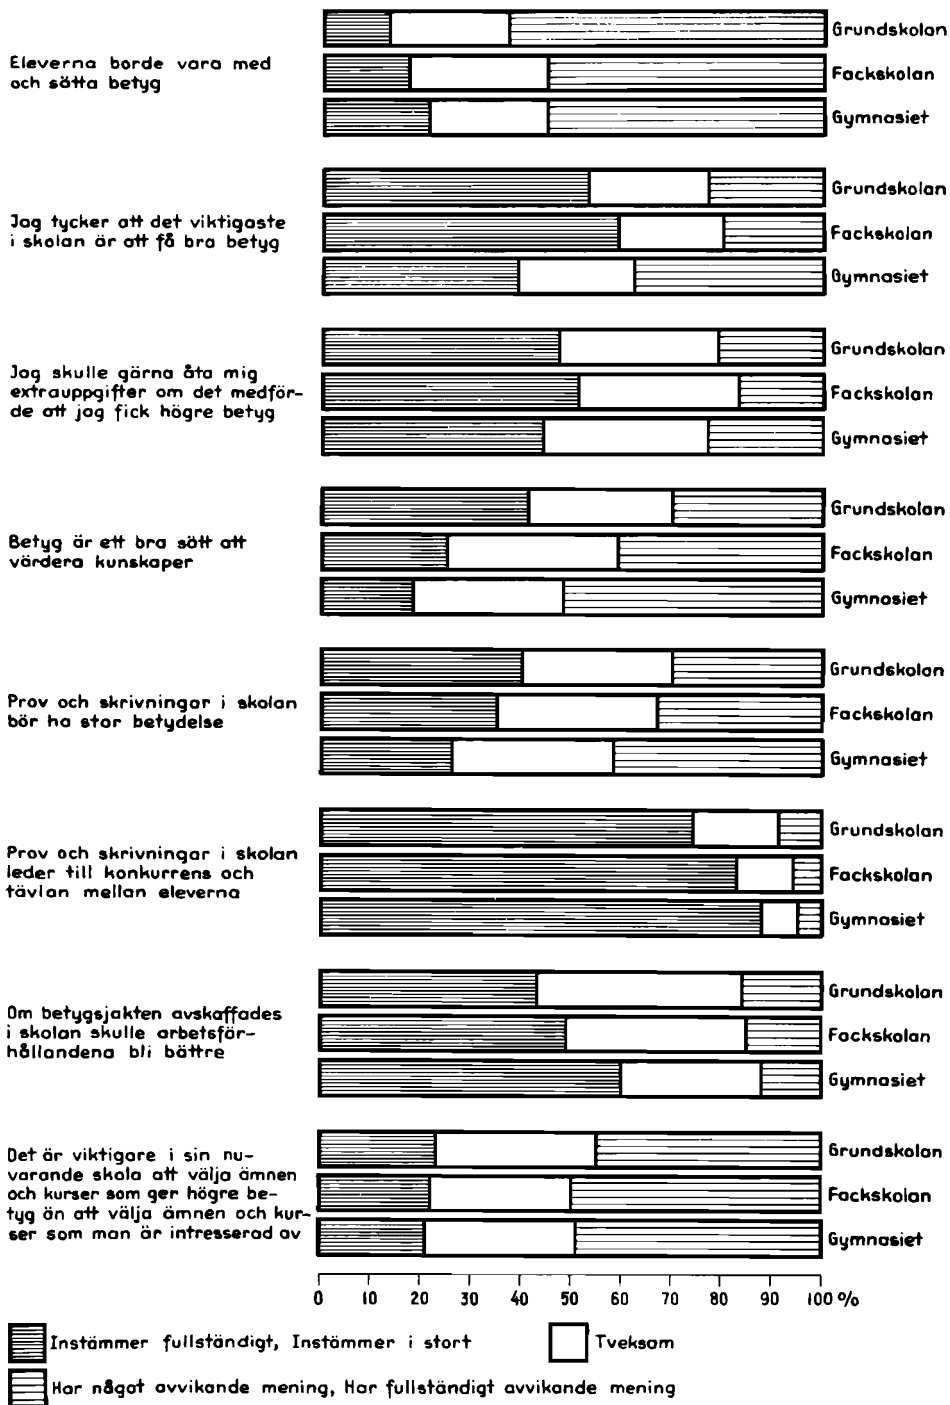 Grundskolan
Eleverna borde vara med
och sätta betyg
Fackskolan
Gymnasiet
Grundskolan
Jag tycker att det viktigaste
i skolan är att få bra betyg
Fackskolan
Gymnasiet
Grundskolan
Jag skulle gärna åta mig
extrauppgifter om det medför-
de att jag fick högre betyg
Fackskolan
Gymnasiet
Grundskolan
Betyg är ett bra sätt att
värdera kunskaper
Fackskolan
Gymnasiet
Grundskolan
Prov och skrivningar i skolan
bör ha stor betydelse
Fackskolan
Gymnasiet
Grundskolan
Prov och skrivningar i skolan
leder till konkurrens och
tävlan mellan eleverna
Fackskolan
Gymnasiet
Grundskolan
Om betygsjakten avskaffades
i skolan skulle arbetsför-
hållandena bli bättre
Fackskolan
Gymnasiet
Grundskolan
Det är viktigare i sin nu-
varande skola att välja ämnen
och kurser som ger högre be-
tyg än att välja ämnen och kur-
ser som man är intresserad av
Fackskolan
Gymnasiet
0 10 20 30 40 50 60 70 80 90 100 %
Instämmer fullständigt, Instämmer i stort
Tveksam
Har något avvikande mening, Har fullständigt avvikande mening